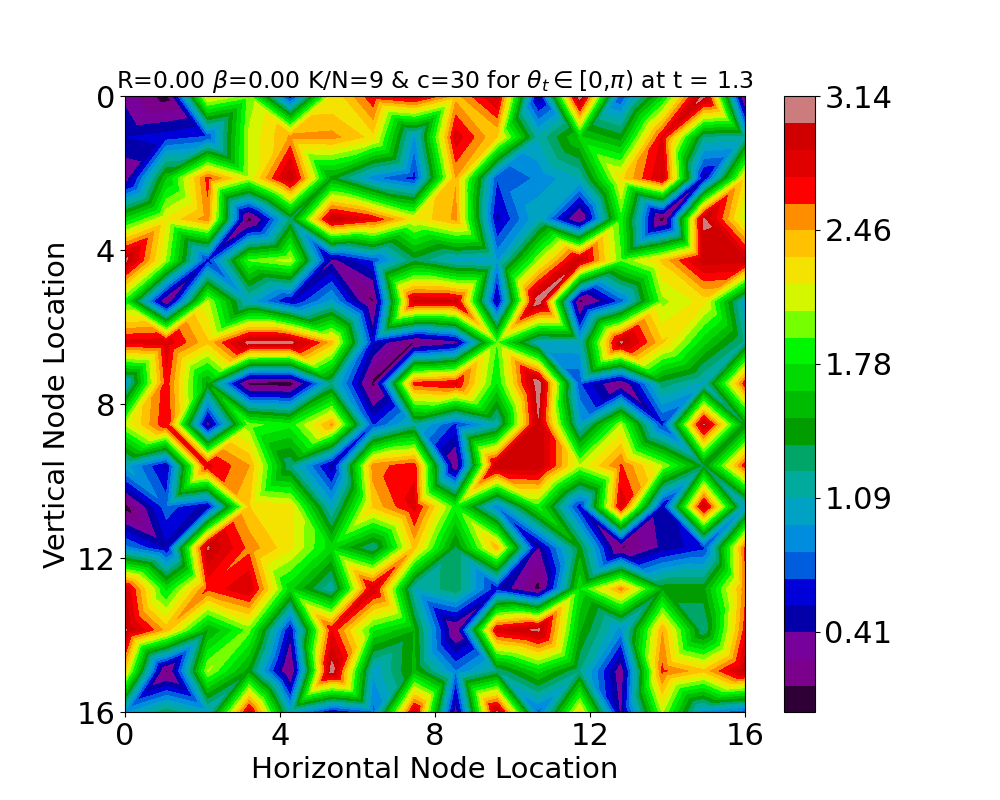 R=0.00 β=0.00 K/N=9 & c=30 for θ_t ∈ [0,π) at t = 1.3
0
4
8
12
16
Vertical Node Location
0 4 8 12 16
Horizontal Node Location
3.14
2.46
1.78
1.09
0.41